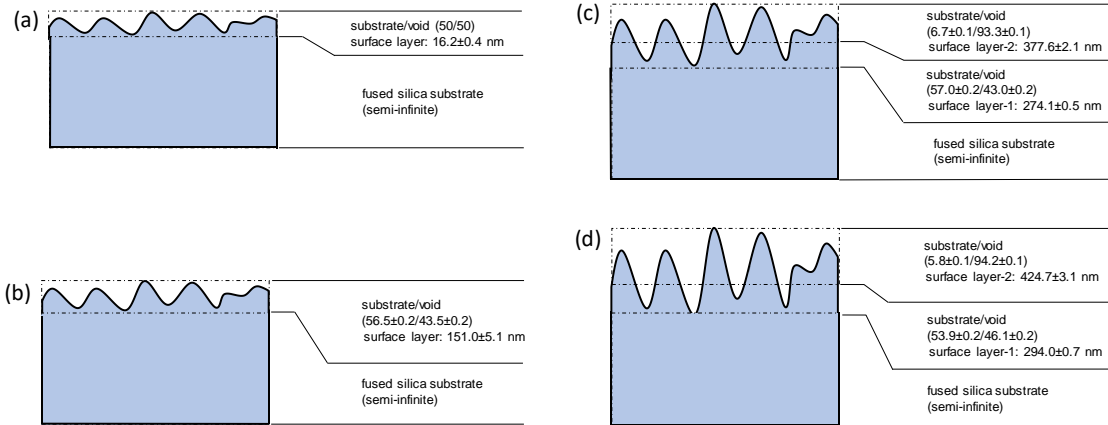 (a)
substrate/void (50/50)
surface layer: 16.2±0.4 nm
fused silica substrate
(semi-infinite)
(b)
substrate/void
(56.5±0.2/43.5±0.2)
surface layer: 151.0±5.1 nm
fused silica substrate
(semi-infinite)
(c)
substrate/void
(6.7±0.1/93.3±0.1)
surface layer-2: 377.6±2.1 nm
substrate/void
(57.0±0.2/43.0±0.2)
surface layer-1: 274.1±0.5 nm
fused silica substrate
(semi-infinite)
(d)
substrate/void
(5.8±0.1/94.2±0.1)
surface layer-2: 424.7±3.1 nm
substrate/void
(53.9±0.2/46.1±0.2)
surface layer-1: 294.0±0.7 nm
fused silica substrate
(semi-infinite)